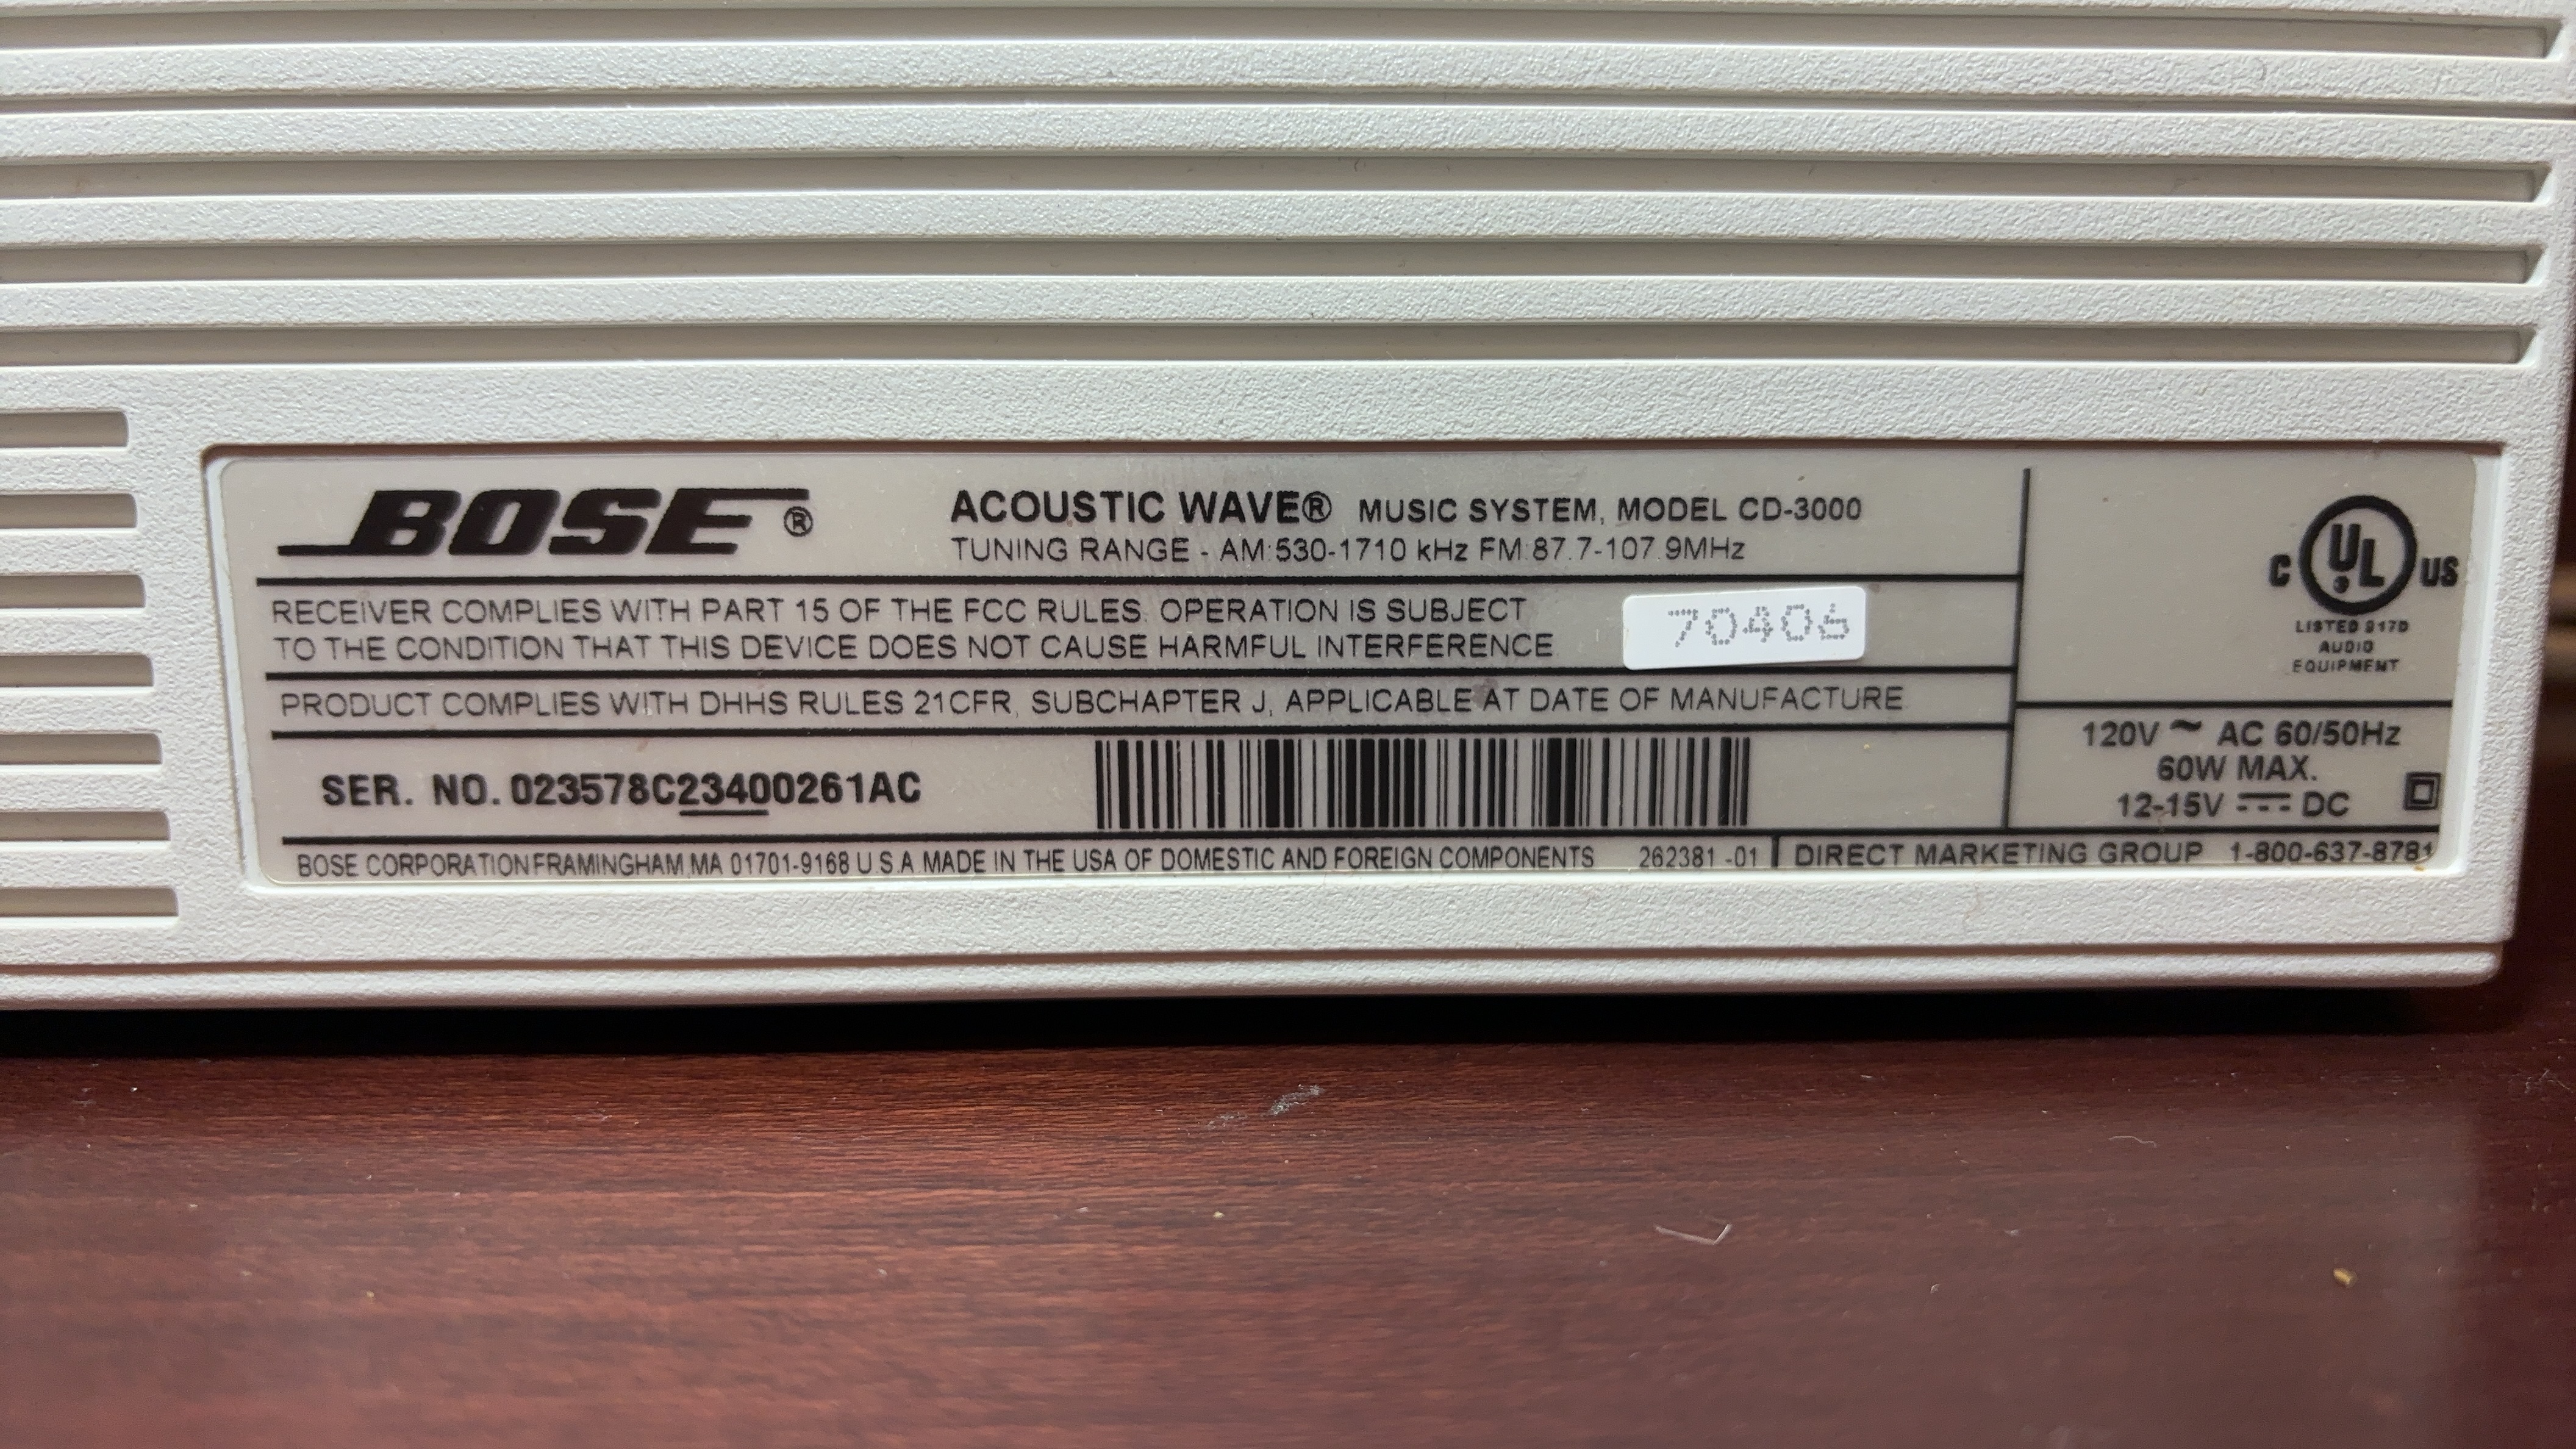 BOSE®
ACOUSTIC WAVE® MUSIC SYSTEM, MODEL CD-3000
TUNING RANGE - AM:530-1710 kHz FM:87.7-107.9MHz
RECEIVER COMPLIES WITH PART 15 OF THE FCC RULES. OPERATION IS SUBJECT
TO THE CONDITION THAT THIS DEVICE DOES NOT CAUSE HARMFUL INTERFERENCE
70406
PRODUCT COMPLIES WITH DHHS RULES 21CFR, SUBCHAPTER J, APPLICABLE AT DATE OF MANUFACTURE
SER. NO. 023578C23400261AC
C UL US
LISTED 917D
AUDIO
EQUIPMENT
120V ~ AC 60/50Hz
60W MAX.
12-15V ⎓ DC
BOSE CORPORATION FRAMINGHAM, MA 01701-9168 U.S.A. MADE IN THE USA OF DOMESTIC AND FOREIGN COMPONENTS 262381 -01
DIRECT MARKETING GROUP 1-800-637-8781